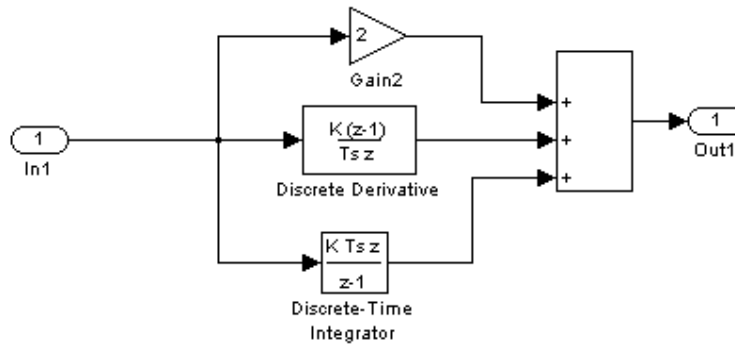 2
Gain2
1
In1
K (z-1)
Ts z
Discrete Derivative
K Ts z
z-1
Discrete-Time
Integrator
+
+
+
1
Out1